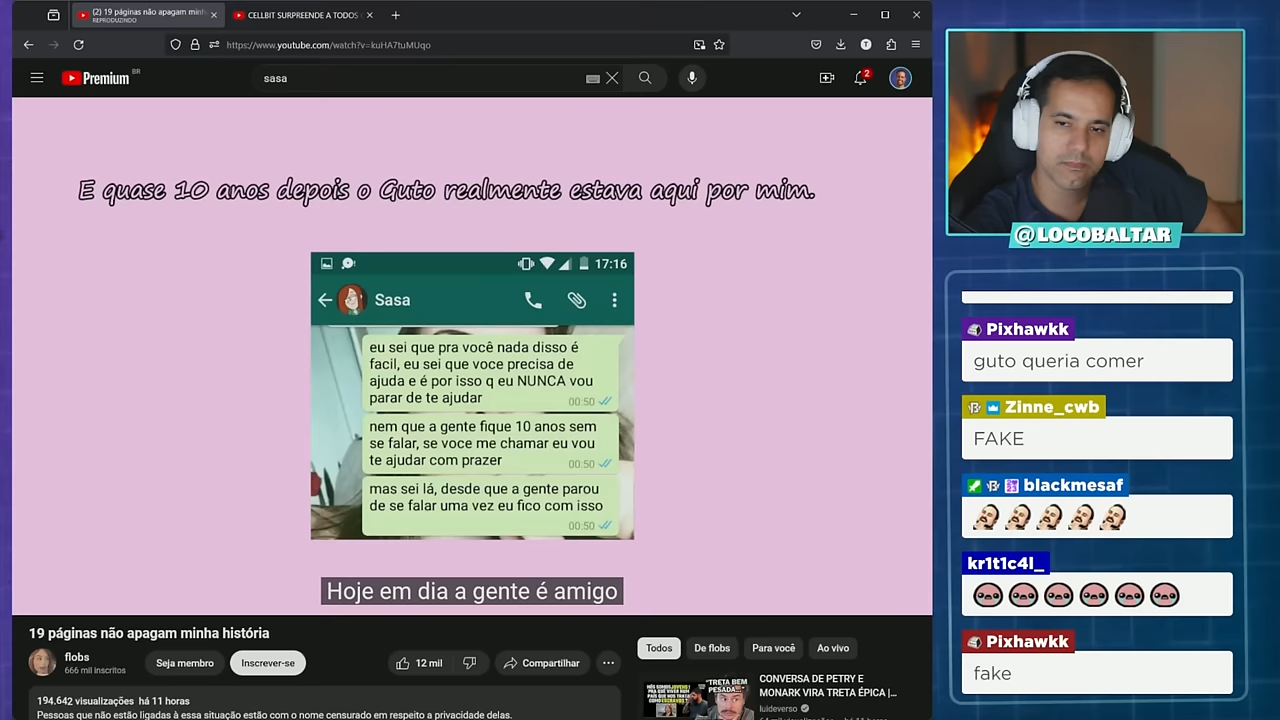 (2) 19 páginas não apagam minh
REPRODUZINDO
CELLBIT SURPREENDE A TODOS
https://www.youtube.com/watch?v=kuHA7tuMUqo
Premium BR
sasa
2
E quase 10 anos depois o Guto realmente estava aqui por mim.
17:16
Sasa
eu sei que pra você nada disso é
facil, eu sei que voce precisa de
ajuda e é por isso q eu NUNCA vou
parar de te ajudar
00:50
nem que a gente fique 10 anos sem
se falar, se voce me chamar eu vou
te ajudar com prazer
00:50
mas sei lá, desde que a gente parou
de se falar uma vez eu fico com isso
00:50
Hoje em dia a gente é amigo
19 páginas não apagam minha história
flobs
666 mil inscritos
Seja membro
Inscrever-se
12 mil
Compartilhar
194.642 visualizações há 11 horas
Pessoas que não estão ligadas à essa situação estão com o nome censurado em respeito a privacidade delas.
Todos
De flobs
Para você
Ao vivo
"TRETA BEM
PESADA..."
CONVERSA DE PETRY E
MONARK VIRA TRETA ÉPICA |...
luideverso
@LOCOBALTAR
Pixhawkk
guto queria comer
Zinne_cwb
FAKE
blackmesaf
kr1t1c4l_
Pixhawkk
fake